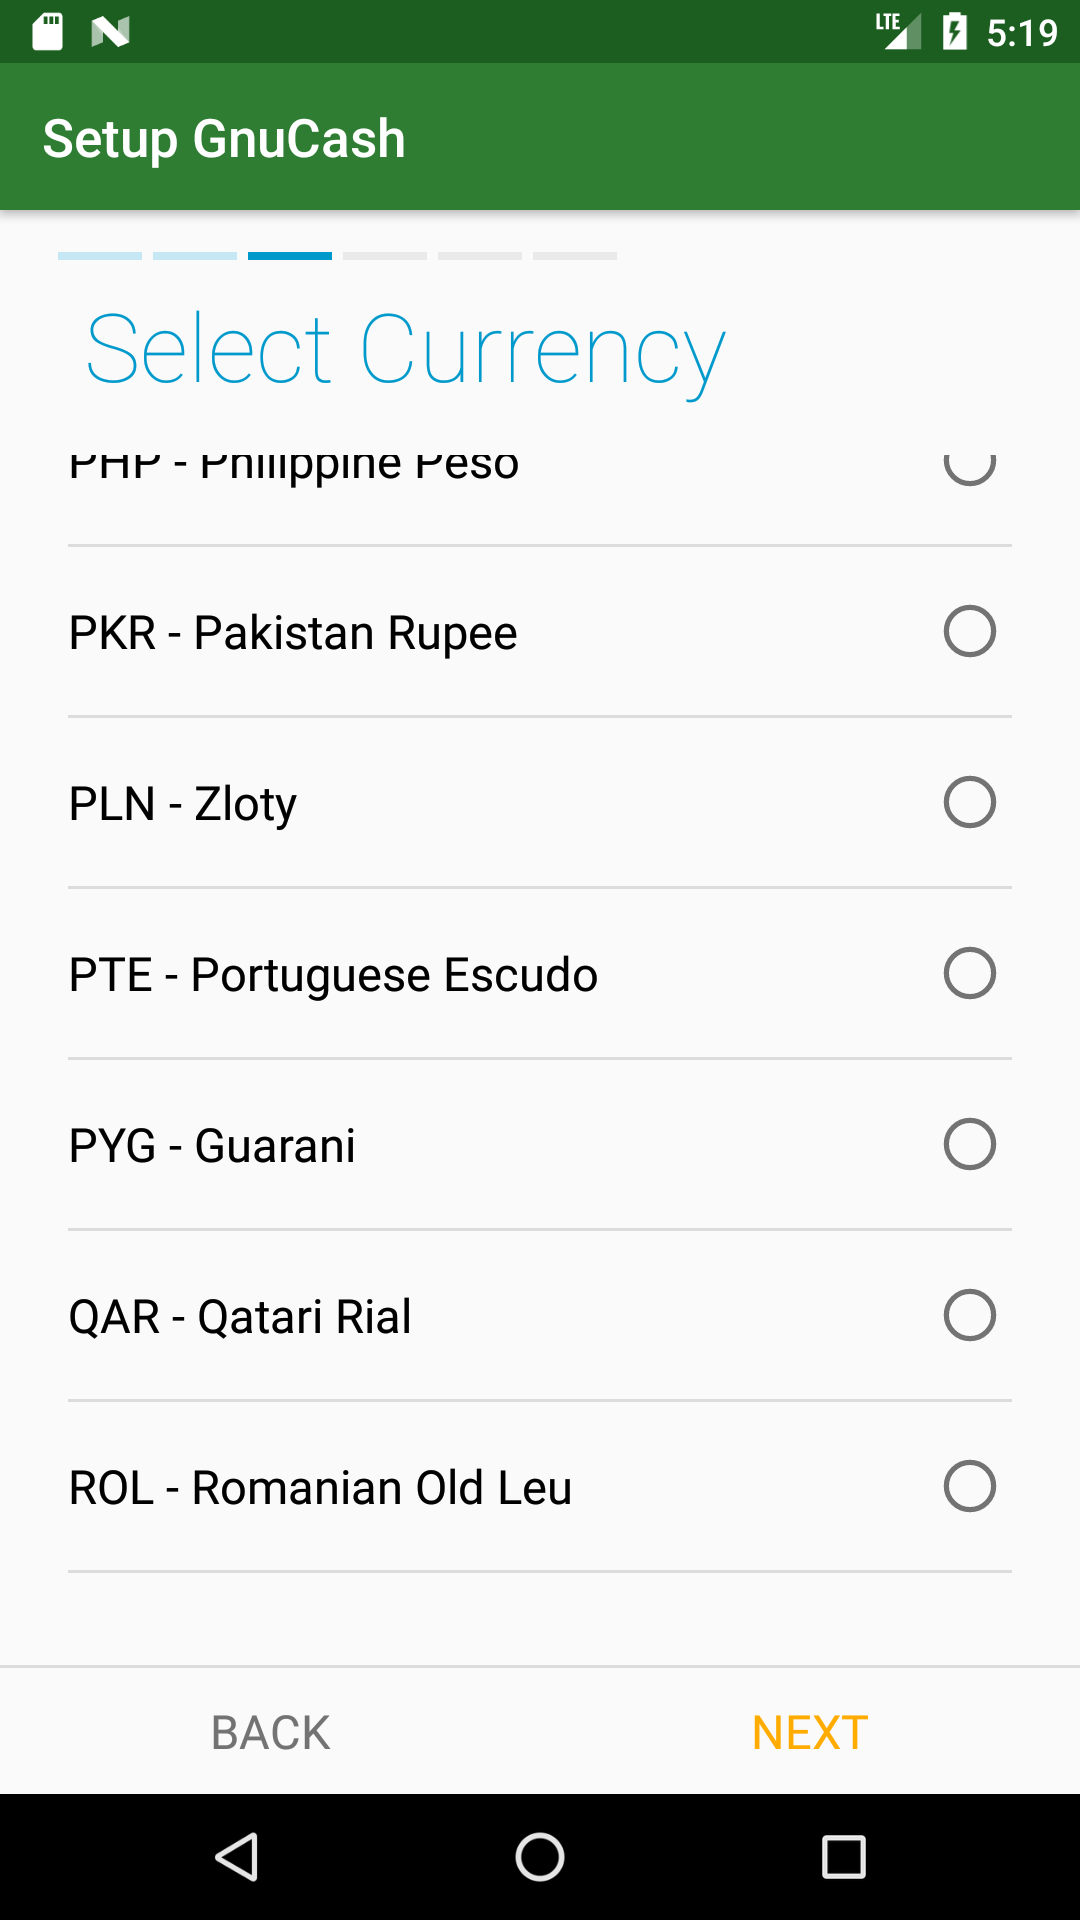 LTE 5:19
Setup GnuCash
Select Currency
PHP - Philippine Peso
PKR - Pakistan Rupee
PLN - Zloty
PTE - Portuguese Escudo
PYG - Guarani
QAR - Qatari Rial
ROL - Romanian Old Leu
BACK NEXT